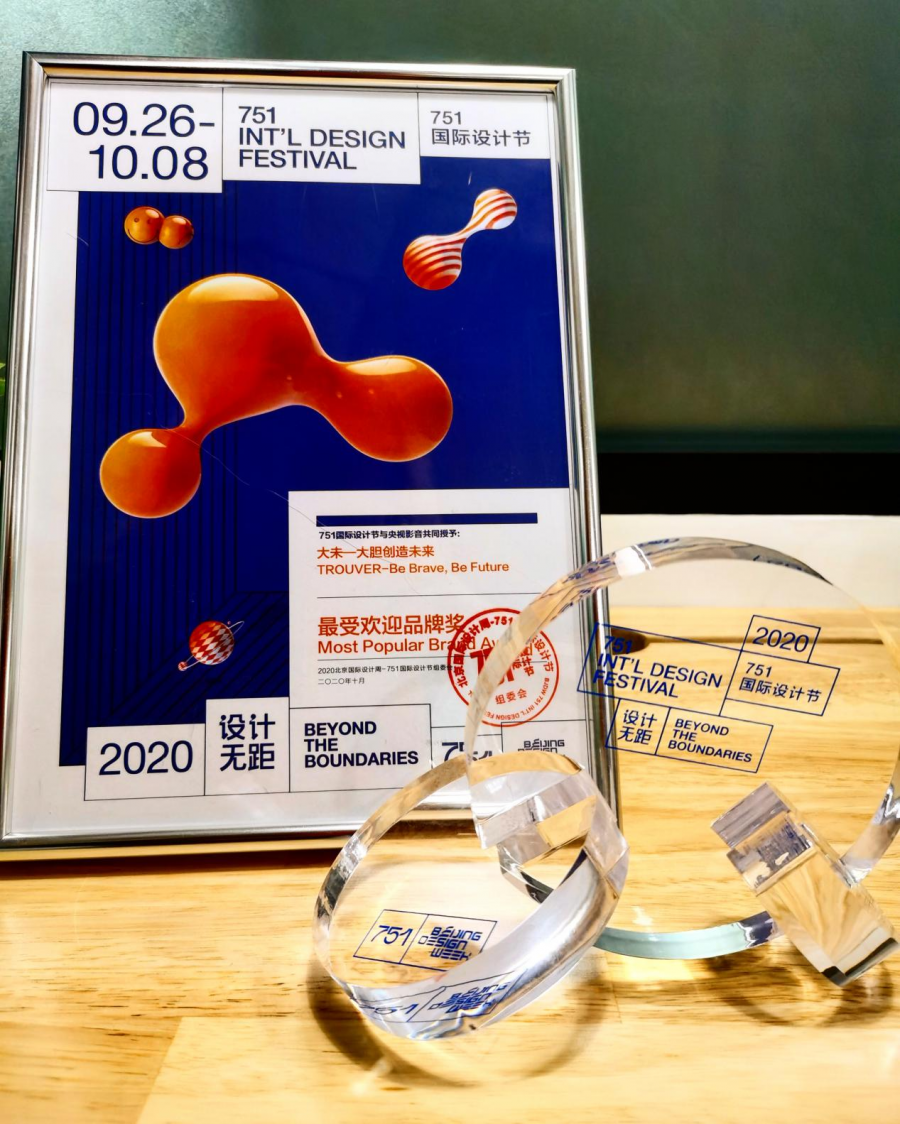 09.26-
10.08
751
INT'L DESIGN
FESTIVAL
751
国际设计节
751国际设计节与央视影音共同授予:
大未—大胆创造未来
TROUVER-Be Brave, Be Future
最受欢迎品牌奖
Most Popular Brand
2020北京国际设计周-751国际设计节组委会
二〇二〇年十月
组委会
2020
设计
无距
BEYOND
THE
BOUNDARIES
751
BEIJING
DESIGN
2020
751
INT'L DESIGN
FESTIVAL
751
国际设计节
设计
无距
BEYOND
THE
BOUNDARIES
751
BEIJING
DESIGN
WEEK